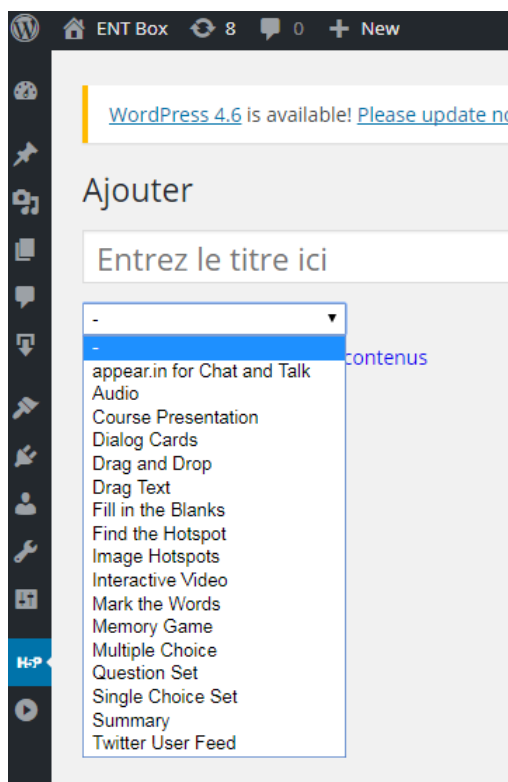 ENT Box 8 0 + New
WordPress 4.6 is available! Please update no
Ajouter
Entrez le titre ici
-
-
contenus
appear.in for Chat and Talk
Audio
Course Presentation
Dialog Cards
Drag and Drop
Drag Text
Fill in the Blanks
Find the Hotspot
Image Hotspots
Interactive Video
Mark the Words
Memory Game
Multiple Choice
Question Set
Single Choice Set
Summary
Twitter User Feed
H5P